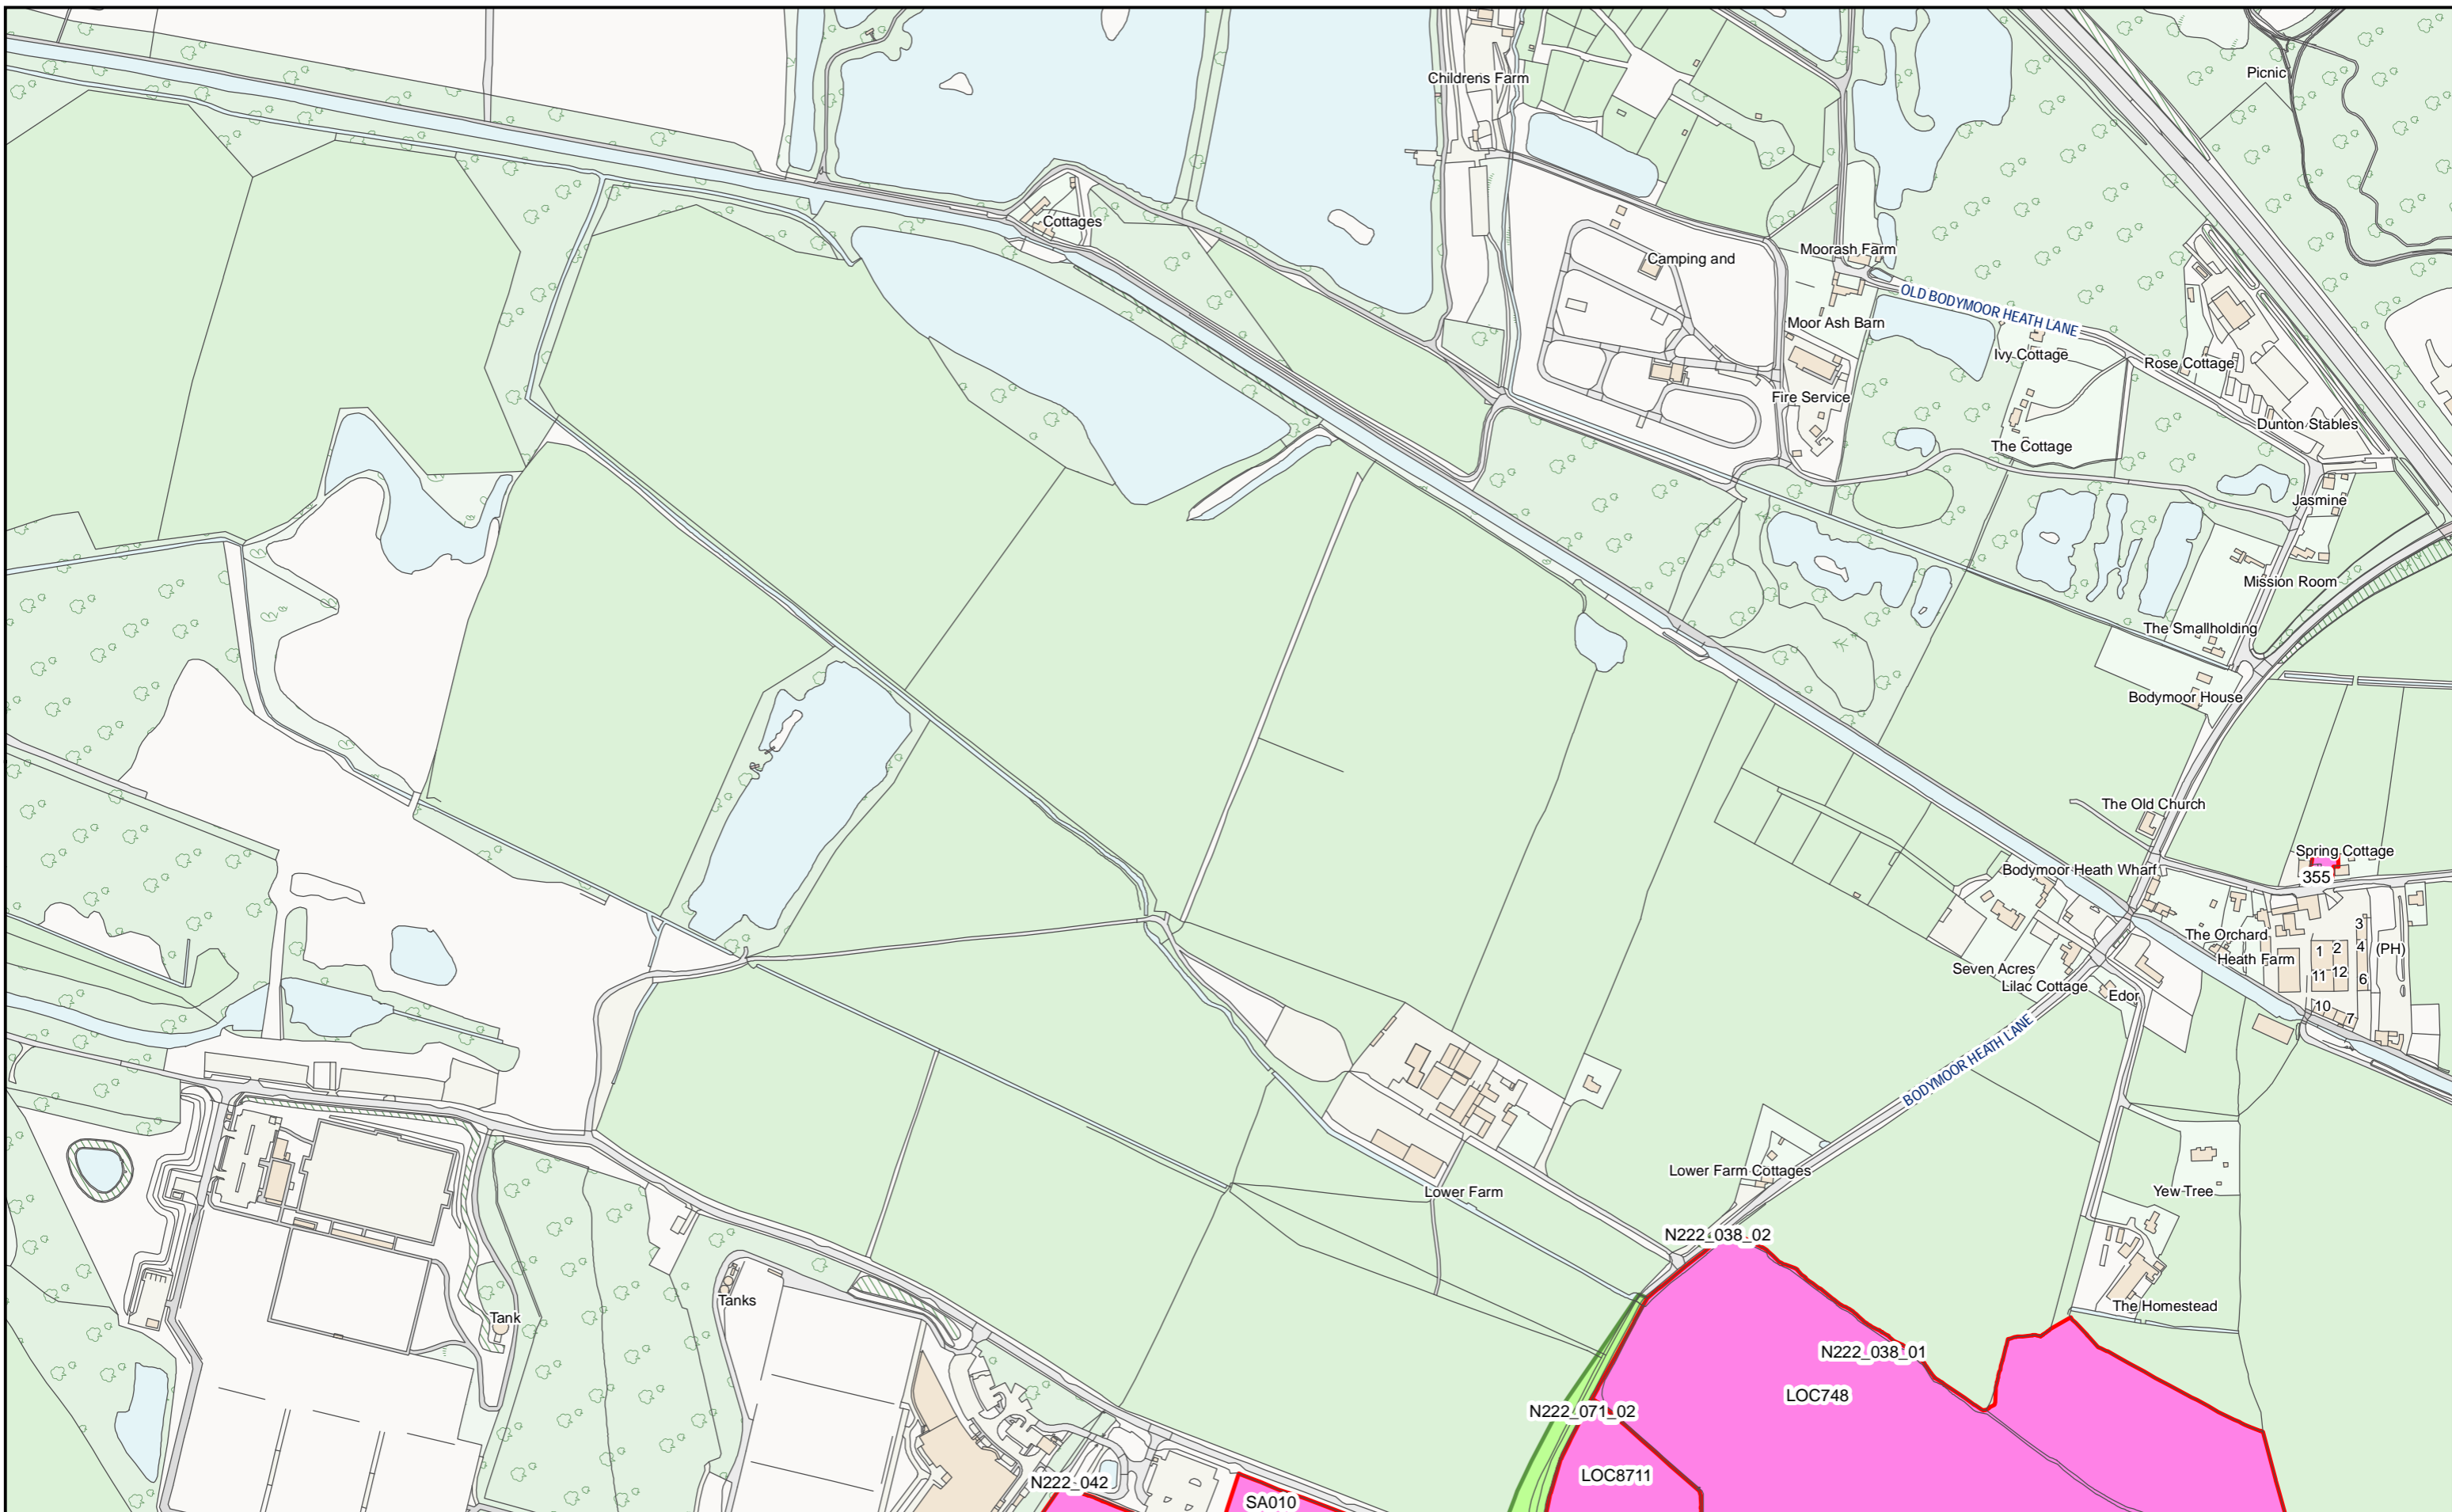 Picnic
Childrens Farm
Cottages
Moorash Farm
Camping and
OLD BODYMOOR HEATH LANE
Moor Ash Barn
Ivy Cottage
Rose Cottage
Fire Service
Dunton Stables
The Cottage
Jasmine
Mission Room
The Smallholding
Bodymoor House
The Old Church
Spring Cottage
Bodymoor Heath Wharf
355
3
The Orchard
1
2
4
(PH)
Heath Farm
Seven Acres
11
12
6
Lilac Cottage
Edor
10
7
BODYMOOR HEATH LANE
Lower Farm Cottages
Lower Farm
Yew Tree
N222_038_02
Tanks
The Homestead
Tank
N222_038_01
LOC748
N222_071_02
LOC8711
N222_042
SA010